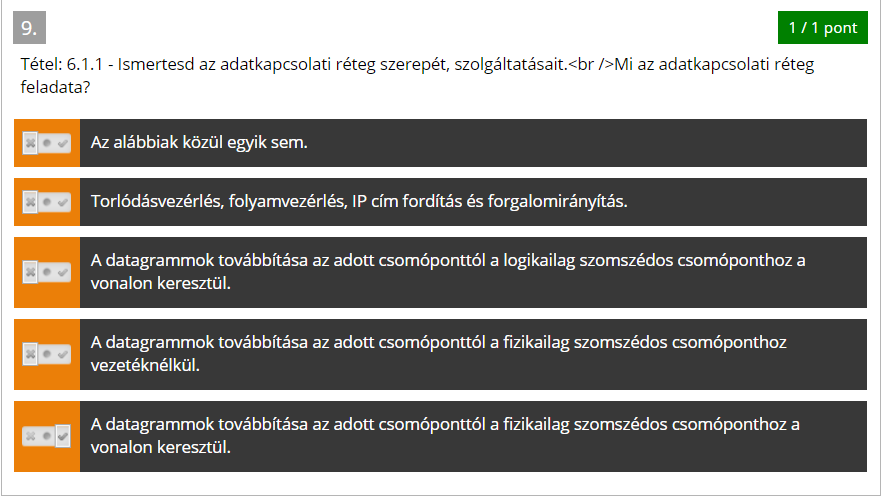 9.
1 / 1 pont
Tétel: 6.1.1 - Ismertesd az adatkapcsolati réteg szerepét, szolgáltatásait.<br />Mi az adatkapcsolati réteg
feladata?
Az alábbiak közül egyik sem.
Torlódásvezérlés, folyamvezérlés, IP cím fordítás és forgalomirányítás.
A datagrammok továbbítása az adott csomóponttól a logikailag szomszédos csomóponthoz a
vonalon keresztül.
A datagrammok továbbítása az adott csomóponttól a fizikailag szomszédos csomóponthoz
vezetéknélkül.
A datagrammok továbbítása az adott csomóponttól a fizikailag szomszédos csomóponthoz a
vonalon keresztül.